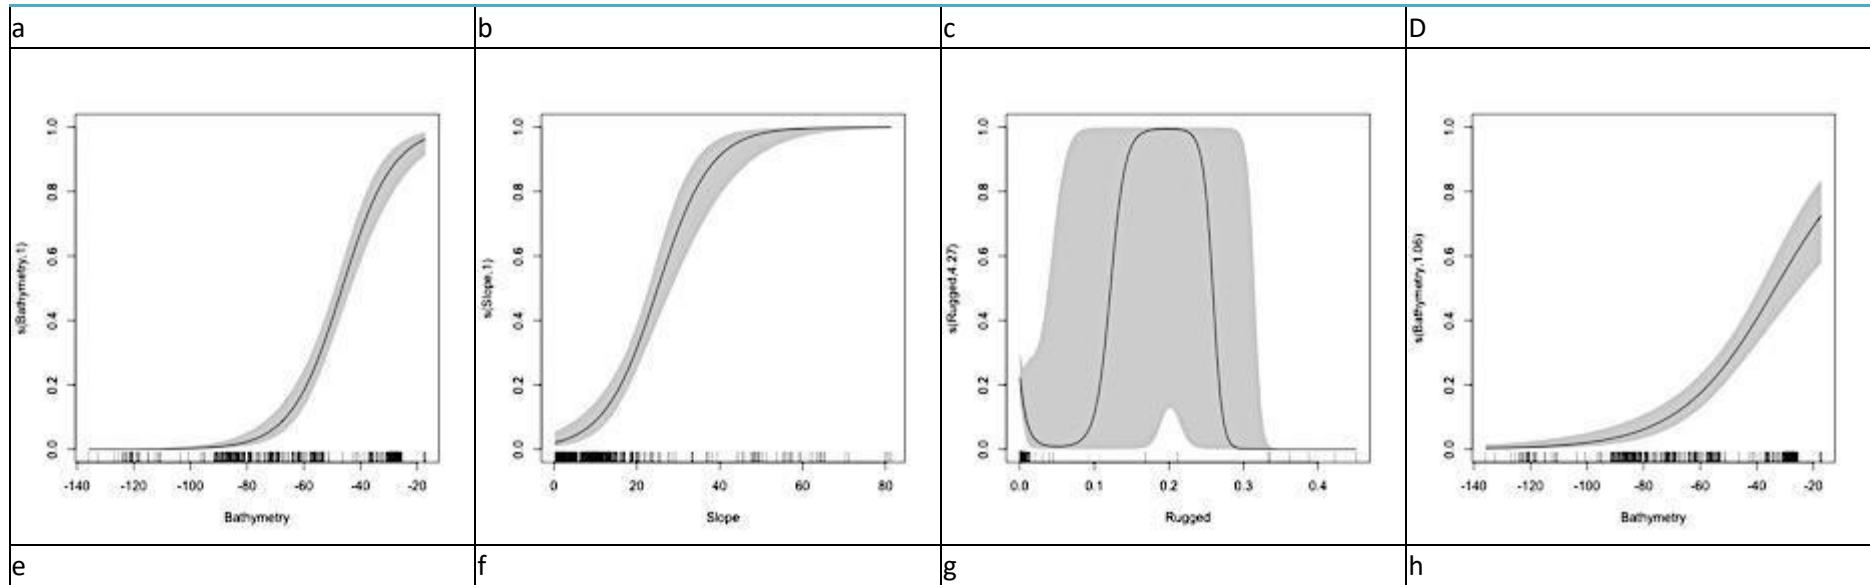 a b c D
s(Bathymetry,1)
1.0
0.8
0.6
0.4
0.2
0.0
-140 -120 -100 -80 -60 -40 -20
Bathymetry
s(Slope,1)
1.0
0.8
0.6
0.4
0.2
0.0
0 20 40 60 80
Slope
s(Rugged,4.27)
1.0
0.8
0.6
0.4
0.2
0.0
0.0 0.1 0.2 0.3 0.4
Rugged
s(Bathymetry,1.06)
1.0
0.8
0.6
0.4
0.2
0.0
-140 -120 -100 -80 -60 -40 -20
Bathymetry
e f g h